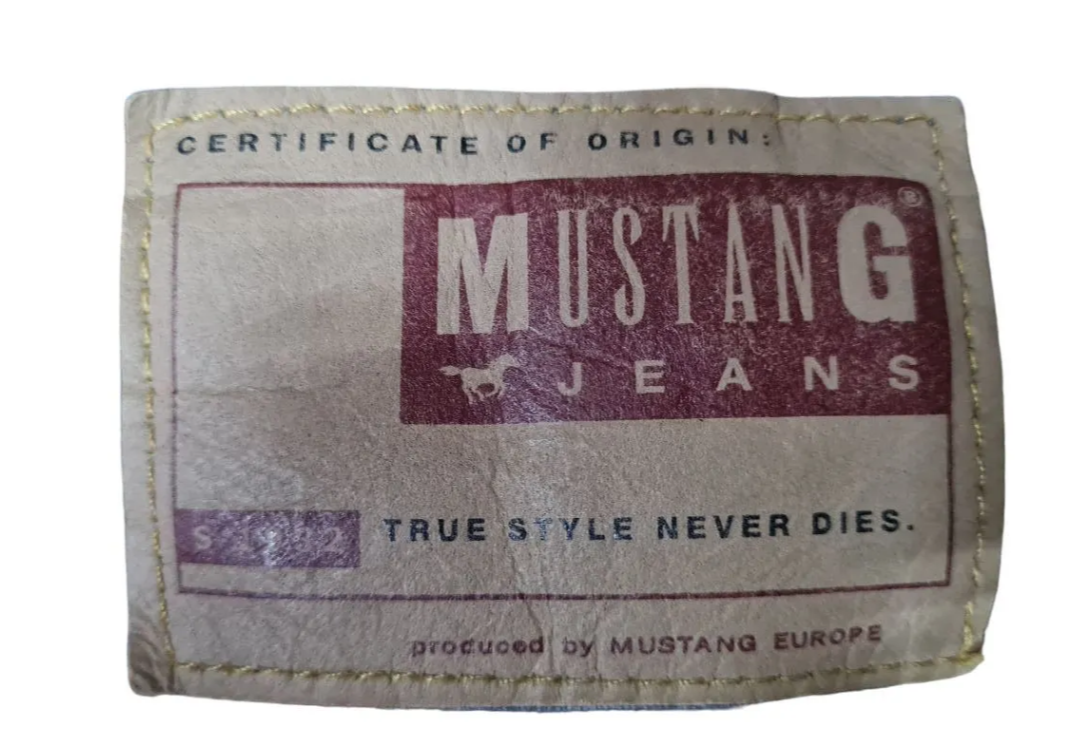 CERTIFICATE OF ORIGIN:
MUSTANG®
JEANS
TRUE STYLE NEVER DIES.
produced by MUSTANG EUROPE